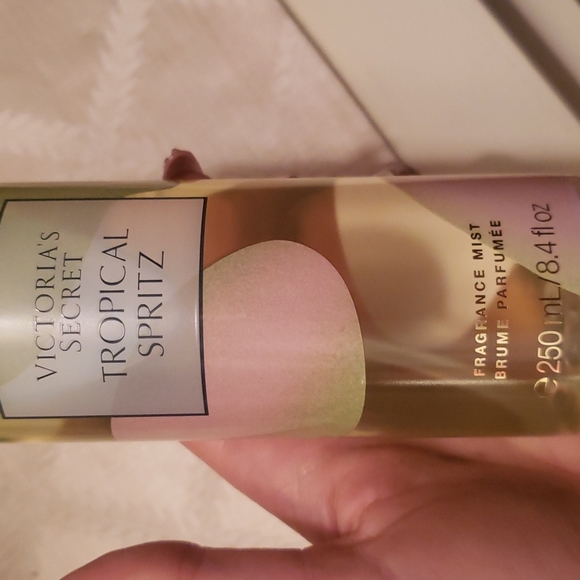 VICTORIA'S
SECRET
TROPICAL
SPRITZ
FRAGRANCE MIST
BRUME PARFUMÉE
℮ 250 mL/8.4 fl oz